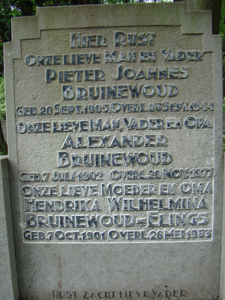 HIER RUST
ONZE LIEVE MAN EN VADER
PIETER JOANNES
BRUINEWOUD
GEB. 20 SEPT. 1905. OVERL. SEPT. 1944
ONZE LIEVE MAN, VADER EN OPA
ALEXANDER
BRUINEWOUD
GEB. 7 JULI 1902 OVERL. 20 NOV. 1977
ONZE LIEVE MOEDER EN OMA
HENDRIKA WILHELMINA
BRUINEWOUD-ELINGS
GEB. 7 OCT. 1901 OVERL. 26 MEI 1983
RUST ZACHT LIEVE VADER